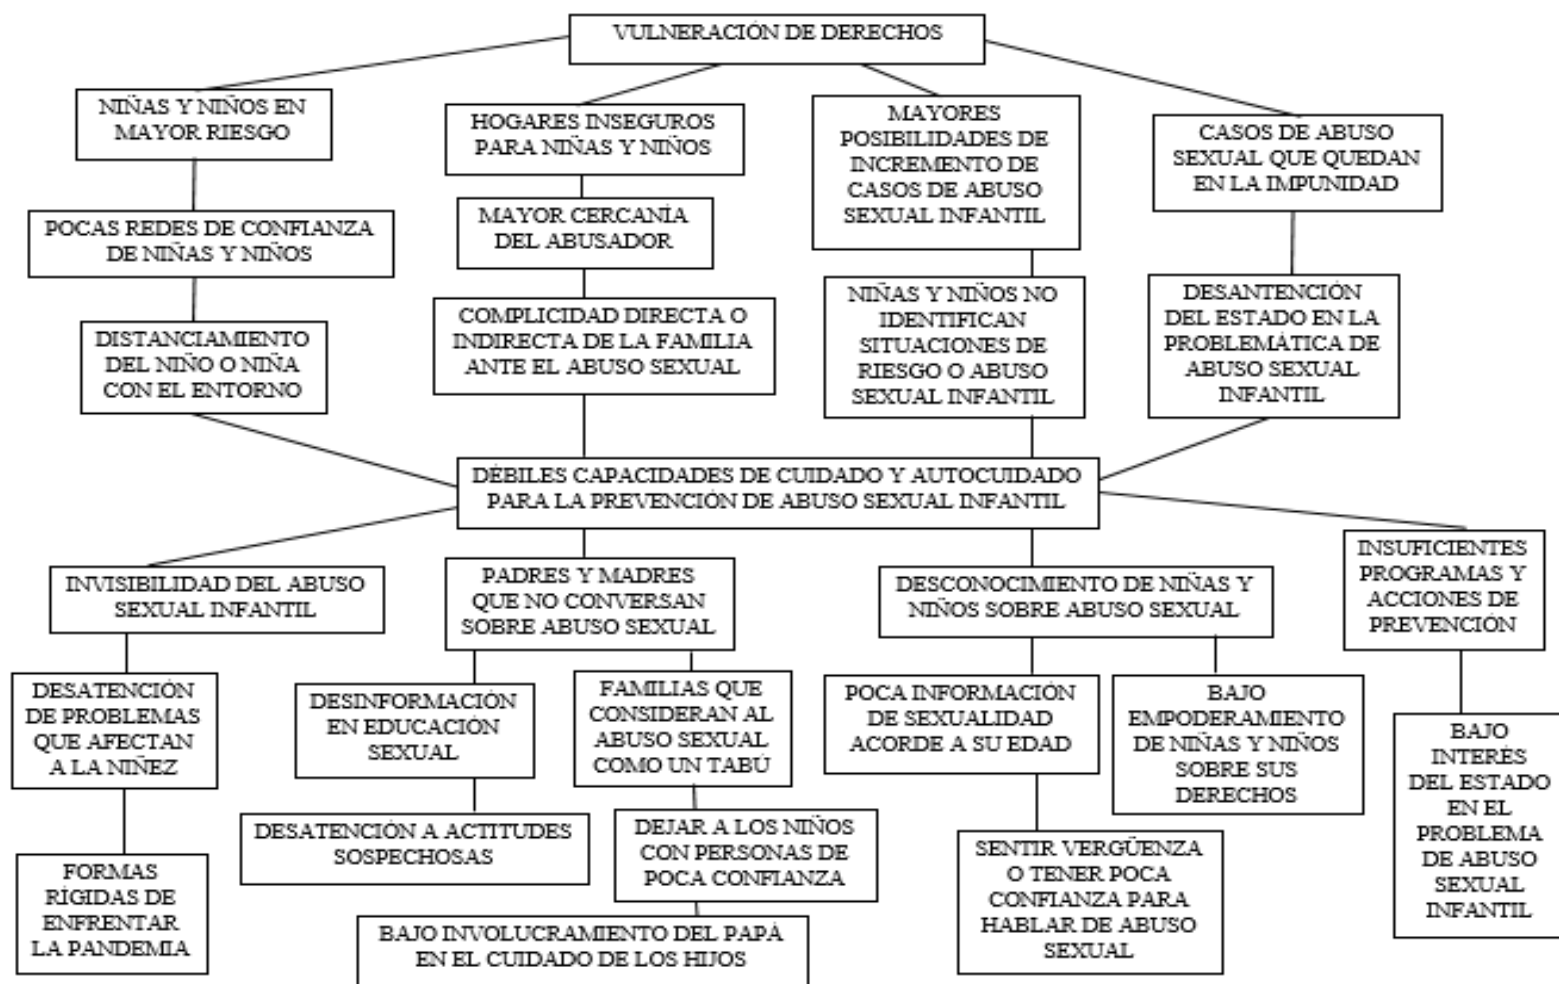 VULNERACIÓN DE DERECHOS
NIÑAS Y NIÑOS EN
MAYOR RIESGO
HOGARES INSEGUROS
PARA NIÑAS Y NIÑOS
MAYORES
POSIBILIDADES DE
INCREMENTO DE
CASOS DE ABUSO
SEXUAL INFANTIL
CASOS DE ABUSO
SEXUAL QUE QUEDAN
EN LA IMPUNIDAD
POCAS REDES DE CONFIANZA
DE NIÑAS Y NIÑOS
MAYOR CERCANÍA
DEL ABUSADOR
NIÑAS Y NIÑOS NO
IDENTIFICAN
SITUACIONES DE
RIESGO O ABUSO
SEXUAL INFANTIL
DESANTENCIÓN
DEL ESTADO EN LA
PROBLEMÁTICA DE
ABUSO SEXUAL
INFANTIL
DISTANCIAMIENTO
DEL NIÑO O NIÑA
CON EL ENTORNO
COMPLICIDAD DIRECTA O
INDIRECTA DE LA FAMILIA
ANTE EL ABUSO SEXUAL
DÉBILES CAPACIDADES DE CUIDADO Y AUTOCUIDADO
PARA LA PREVENCIÓN DE ABUSO SEXUAL INFANTIL
INVISIBILIDAD DEL ABUSO
SEXUAL INFANTIL
PADRES Y MADRES
QUE NO CONVERSAN
SOBRE ABUSO SEXUAL
DESCONOCIMIENTO DE NIÑAS Y
NIÑOS SOBRE ABUSO SEXUAL
INSUFICIENTES
PROGRAMAS Y
ACCIONES DE
PREVENCIÓN
DESATENCIÓN
DE PROBLEMAS
QUE AFECTAN
A LA NIÑEZ
DESINFORMACIÓN
EN EDUCACIÓN
SEXUAL
FAMILIAS QUE
CONSIDERAN AL
ABUSO SEXUAL
COMO UN TABÚ
POCA INFORMACIÓN
DE SEXUALIDAD
ACORDE A SU EDAD
BAJO
EMPODERAMIENTO
DE NIÑAS Y NIÑOS
SOBRE SUS
DERECHOS
BAJO
INTERÉS
DEL ESTADO
EN EL
PROBLEMA
DE ABUSO
SEXUAL
INFANTIL
FORMAS
RÍGIDAS DE
ENFRENTAR
LA PANDEMIA
DESATENCIÓN A ACTITUDES
SOSPECHOSAS
DEJAR A LOS NIÑOS
CON PERSONAS DE
POCA CONFIANZA
SENTIR VERGÜENZA
O TENER POCA
CONFIANZA PARA
HABLAR DE ABUSO
SEXUAL
BAJO INVOLUCRAMIENTO DEL PAPÁ
EN EL CUIDADO DE LOS HIJOS